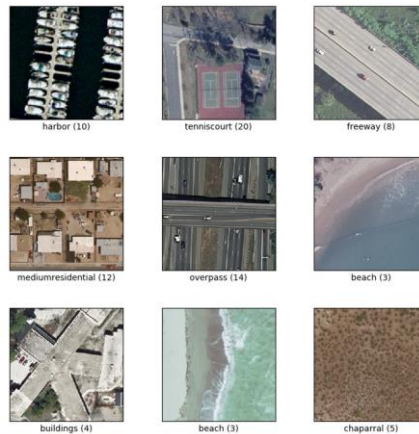 harbor (10)
tenniscourt (20)
freeway (8)
mediumresidential (12)
overpass (14)
beach (3)
buildings (4)
beach (3)
chaparral (5)